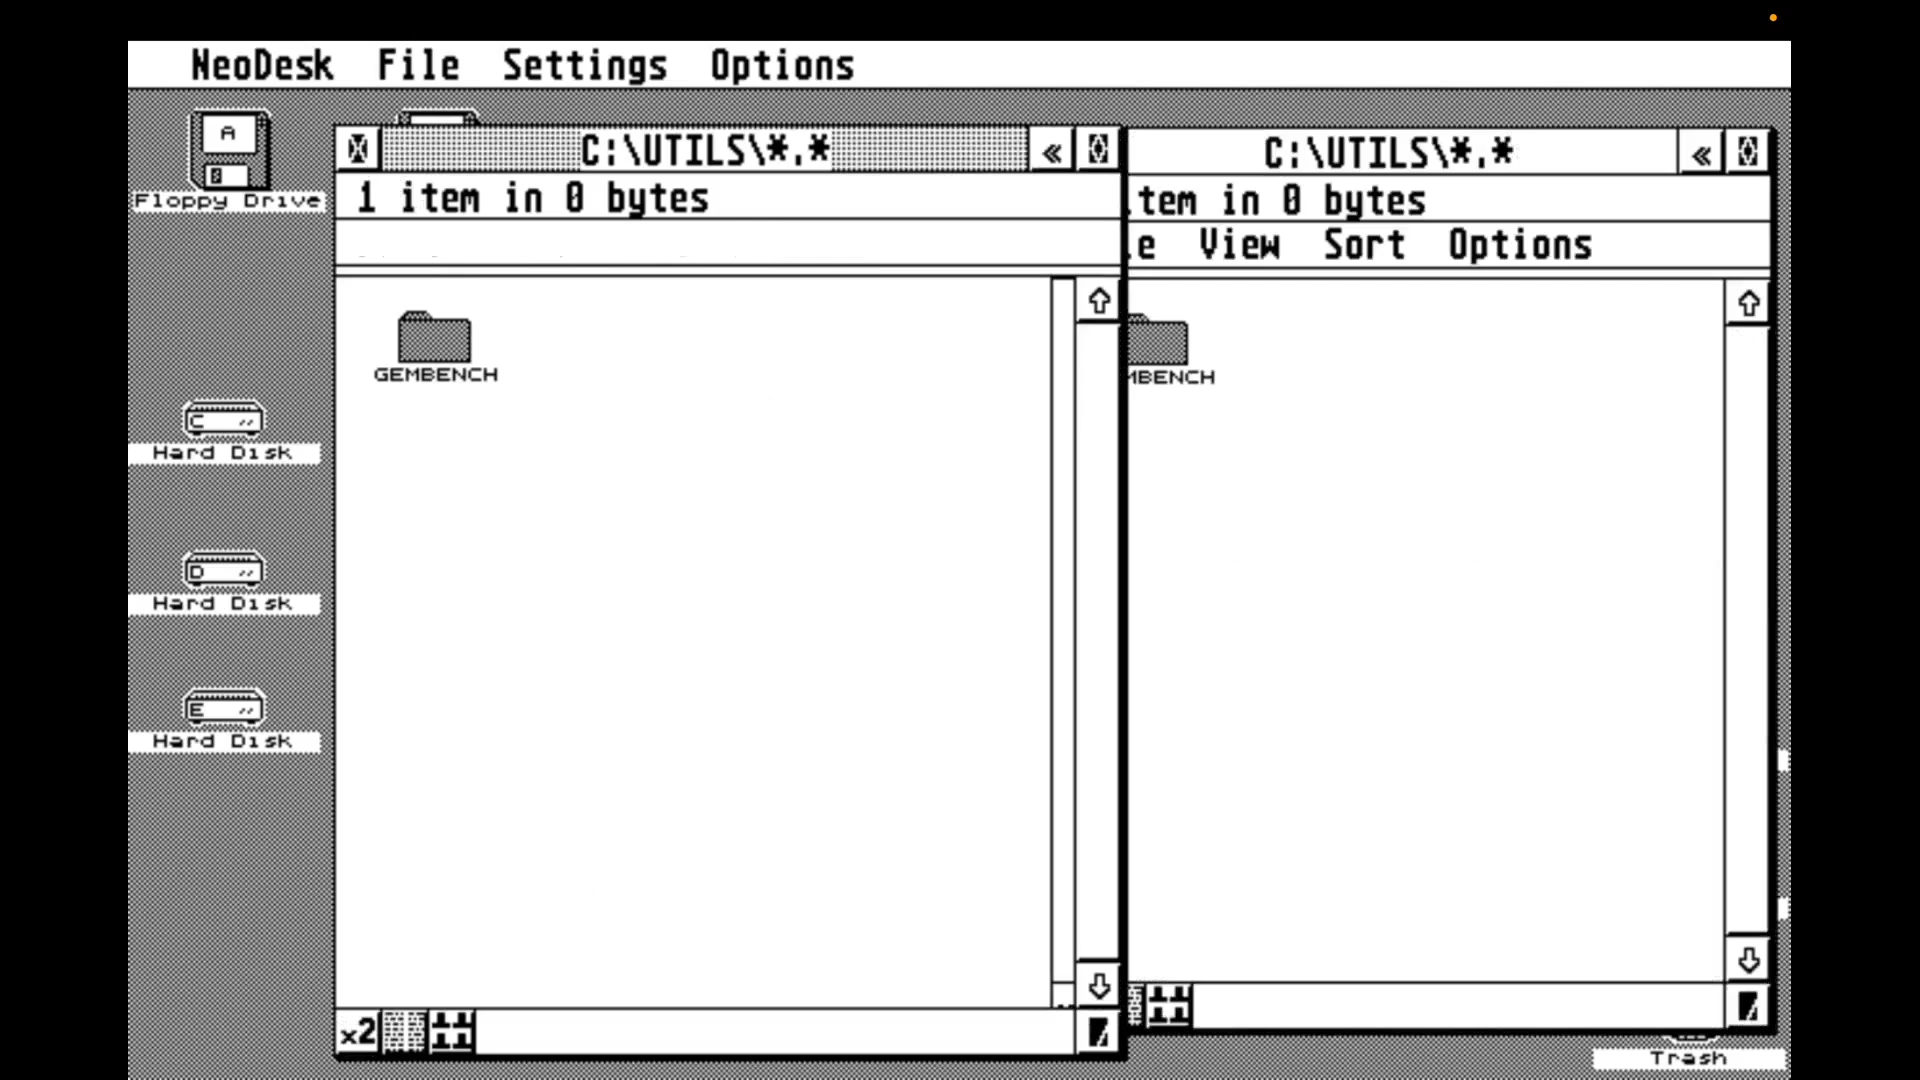 NeoDesk File Settings Options
A
Floppy Drive
C:\UTILS\*.*
1 item in 0 bytes
GEMBENCH
x2
C:\UTILS\*.*
tem in 0 bytes
e View Sort Options
MBENCH
C
Hard Disk
D
Hard Disk
E
Hard Disk
Trash